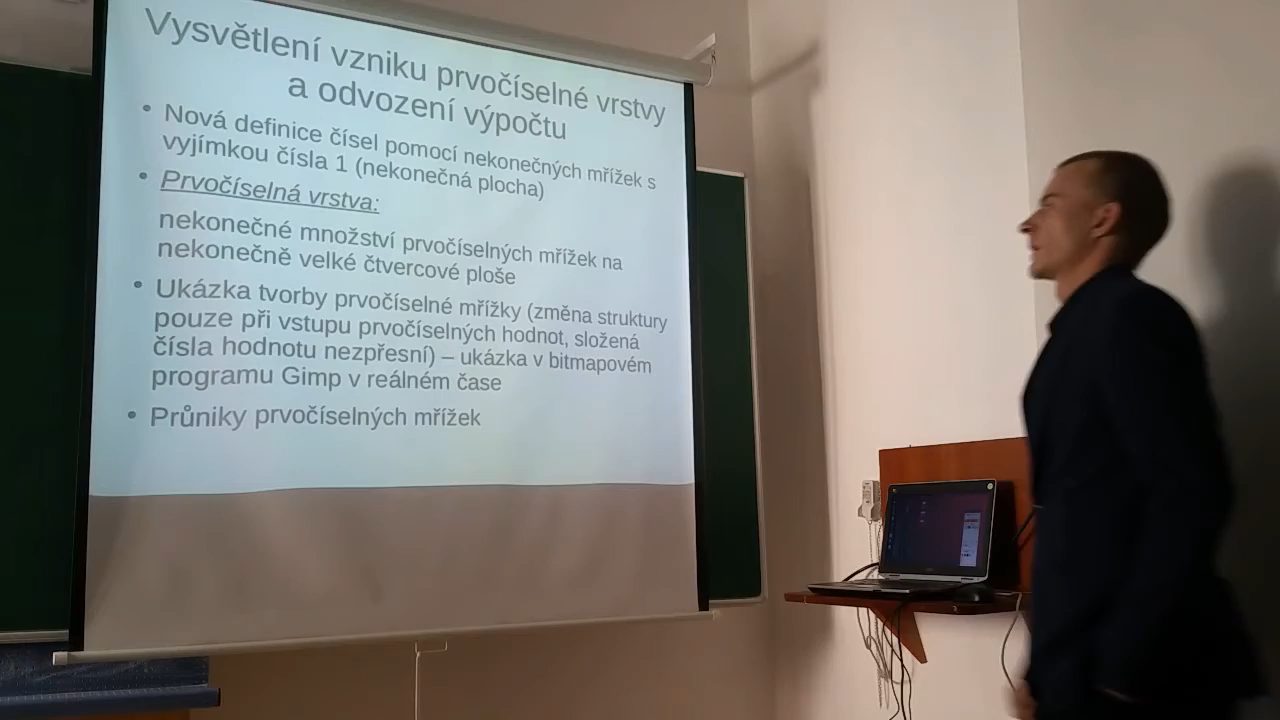 Vysvětlení vzniku prvočíselné vrstvy
a odvození výpočtu
• Nová definice čísel pomocí nekonečných mřížek s
vyjímkou čísla 1 (nekonečná plocha)
• Prvočíselná vrstva:
nekonečné množství prvočíselných mřížek na
nekonečně velké čtvercové ploše
• Ukázka tvorby prvočíselné mřížky (změna struktury
pouze při vstupu prvočíselných hodnot, složená
čísla hodnotu nezpřesní) – ukázka v bitmapovém
programu Gimp v reálném čase
• Průniky prvočíselných mřížek